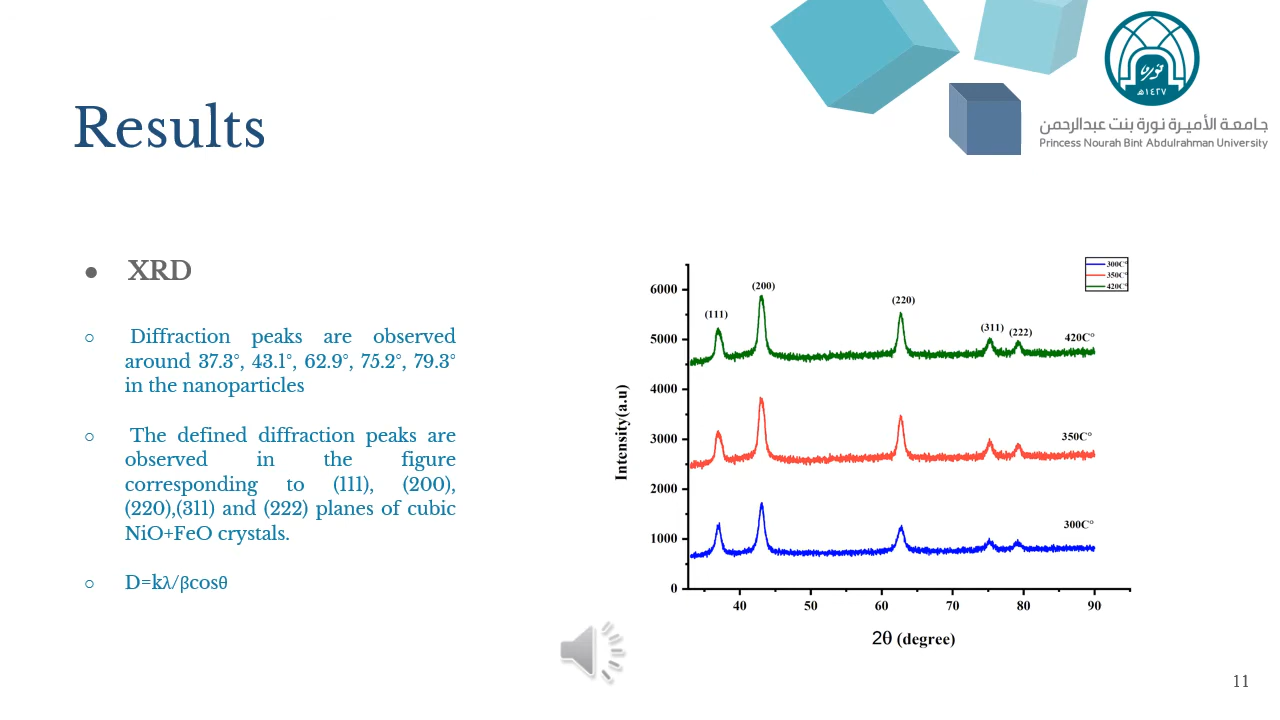 نورة
١٤٢٧هـ
جامعة الأميرة نورة بنت عبدالرحمن
Princess Nourah Bint Abdulrahman University
Results
● XRD
○ Diffraction peaks are observed
around 37.3°, 43.1°, 62.9°, 75.2°, 79.3°
in the nanoparticles
○ The defined diffraction peaks are
observed in the figure
corresponding to (111), (200),
(220),(311) and (222) planes of cubic
NiO+FeO crystals.
○ D=kλ/βcosθ
300C°
350C°
420C°
(111)
(200)
(220)
(311)
(222)
420C°
350C°
300C°
6000
5000
4000
3000
2000
1000
0
Intensity(a.u)
40 50 60 70 80 90
2θ (degree)
11